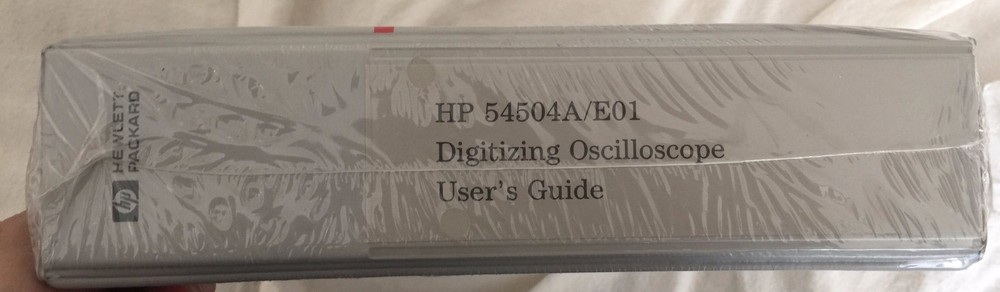 hp HEWLETT
PACKARD
HP 54504A/E01
Digitizing Oscilloscope
User's Guide